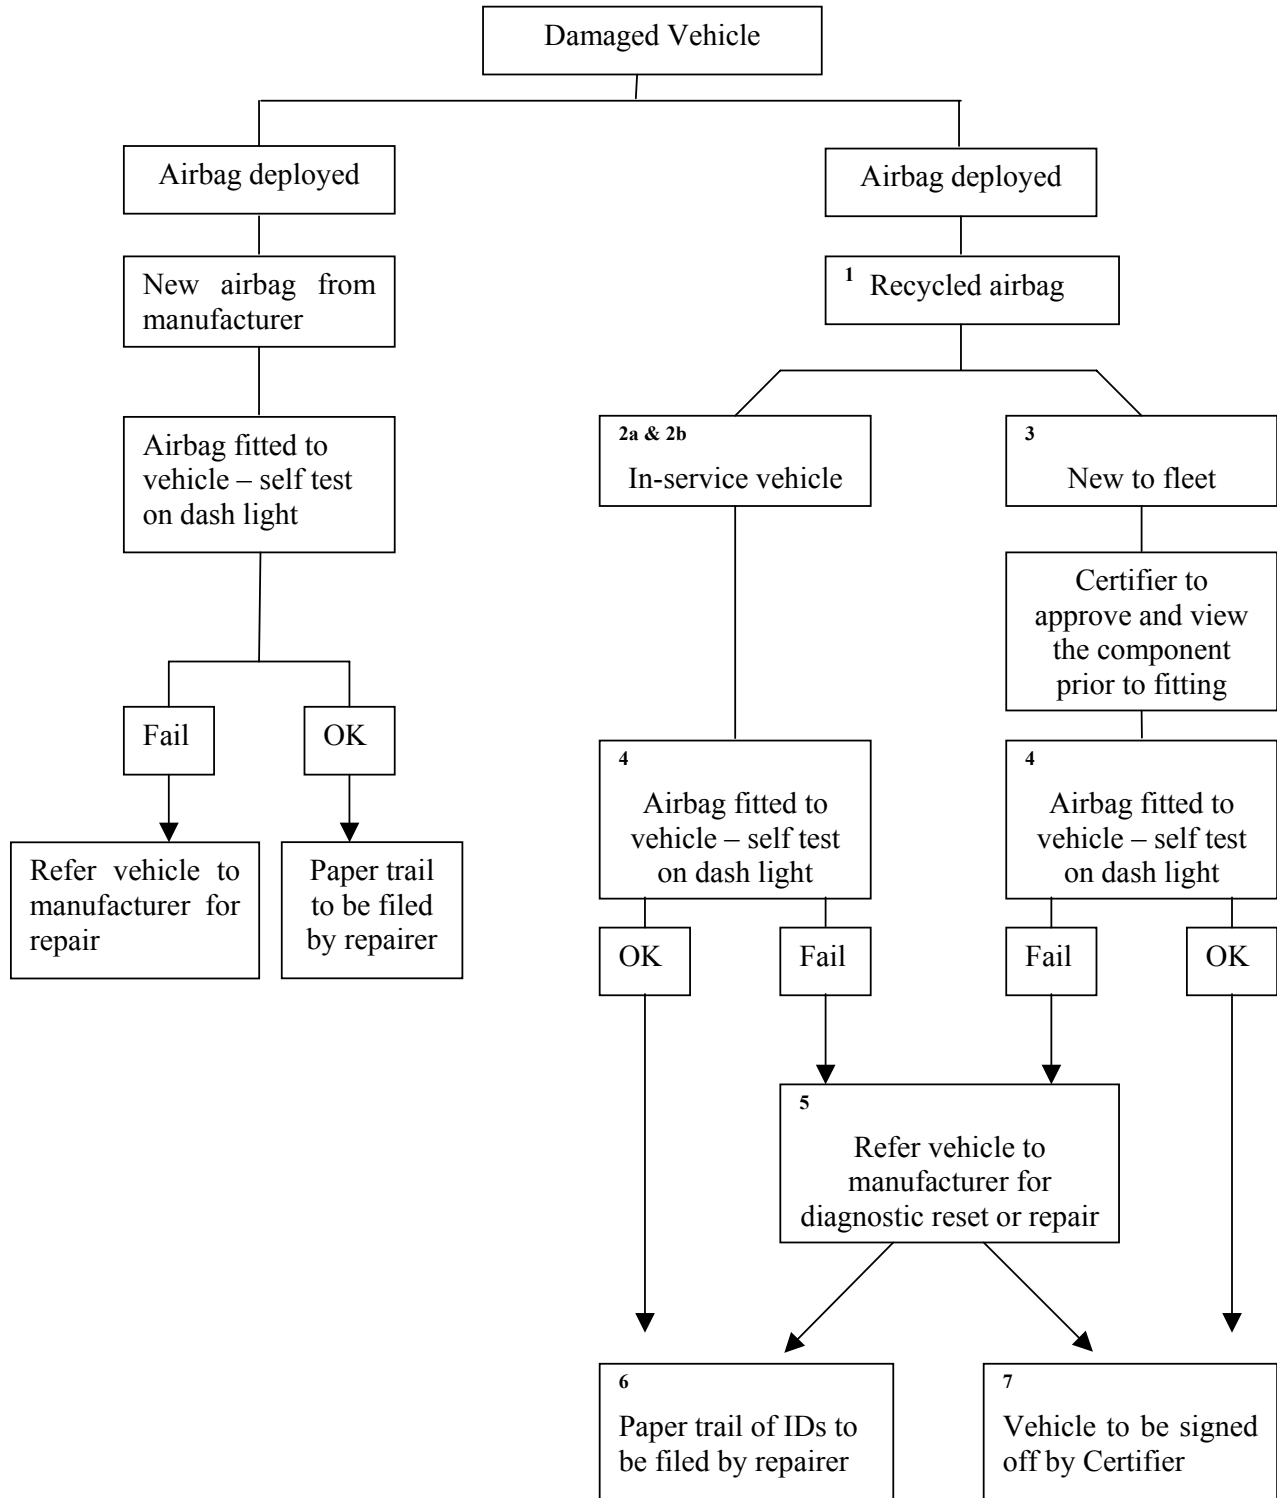 Damaged Vehicle
Airbag deployed
New airbag from
manufacturer
Airbag fitted to
vehicle – self test
on dash light
Fail
OK
Refer vehicle to
manufacturer for
repair
Paper trail
to be filed
by repairer
Airbag deployed
1 Recycled airbag
2a & 2b
In-service vehicle
3
New to fleet
Certifier to
approve and view
the component
prior to fitting
4
Airbag fitted to
vehicle – self test
on dash light
4
Airbag fitted to
vehicle – self test
on dash light
OK
Fail
Fail
OK
5
Refer vehicle to
manufacturer for
diagnostic reset or repair
6
Paper trail of IDs to
be filed by repairer
7
Vehicle to be signed
off by Certifier